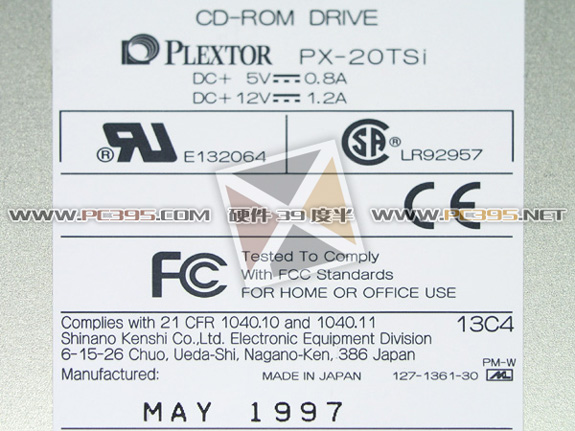 CD-ROM DRIVE
PLEXTOR PX-20TSi
DC+ 5V 0.8A
DC+12V 1.2A
® RU E132064 SA ® LR92957
CE
WWW.PC395.COM 硬件39度半 WWW.PC395.NET
FC Tested To Comply
With FCC Standards
FOR HOME OR OFFICE USE
Complies with 21 CFR 1040.10 and 1040.11 13C4
Shinano Kenshi Co.,Ltd. Electronic Equipment Division
6-15-26 Chuo, Ueda-Shi, Nagano-Ken, 386 Japan
PM-W
Manufactured: MADE IN JAPAN 127-1361-30
MAY 1997